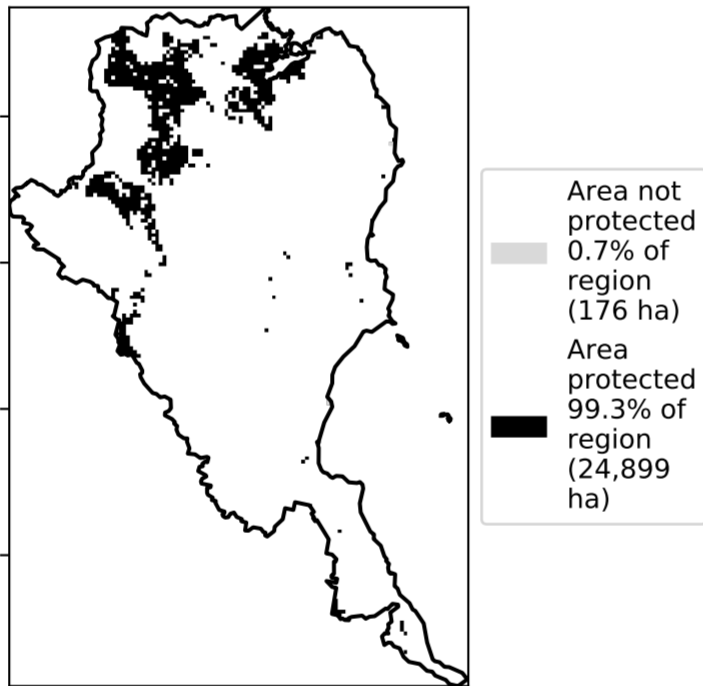 Area not
protected
0.7% of
region
(176 ha)
Area
protected
99.3% of
region
(24,899
ha)